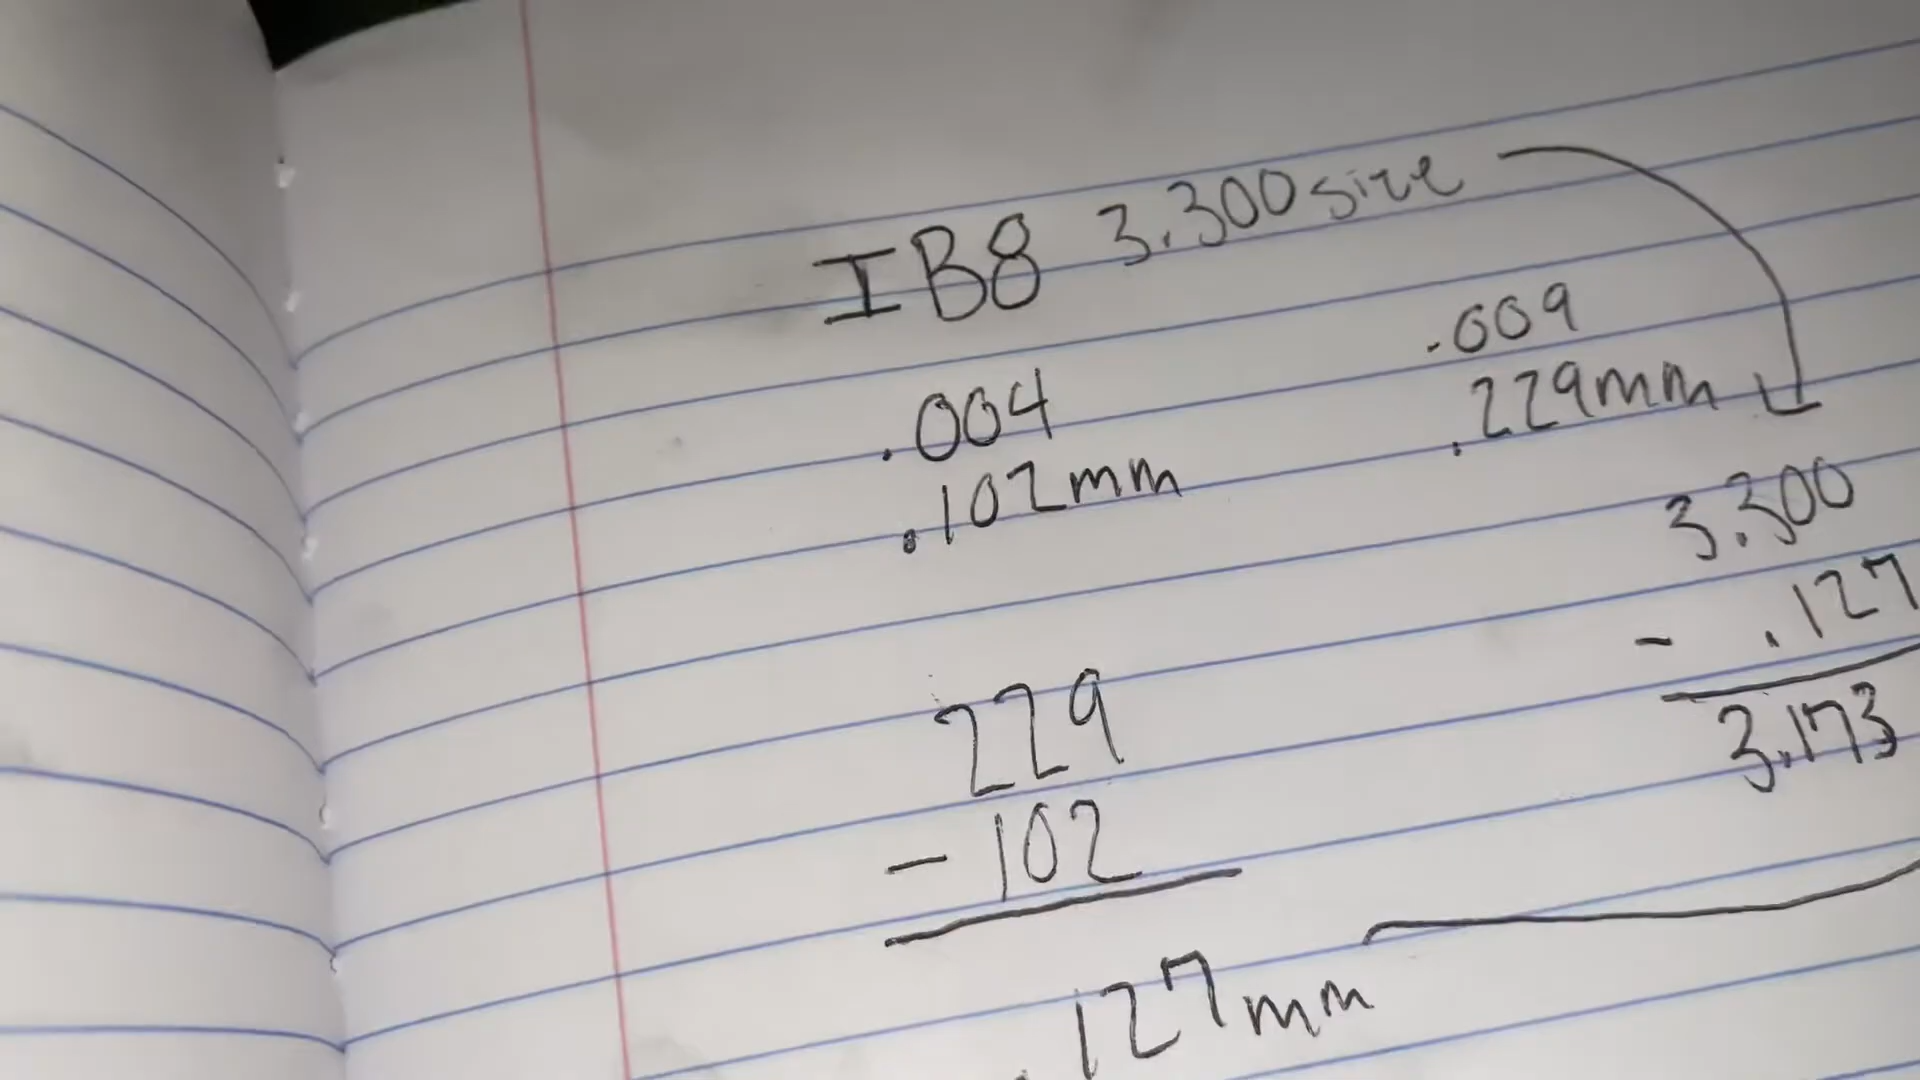 IB8 3.300 size
.004
.102mm
.009
.229mm
3.300
- .127
3.173
229
- 102
.127mm